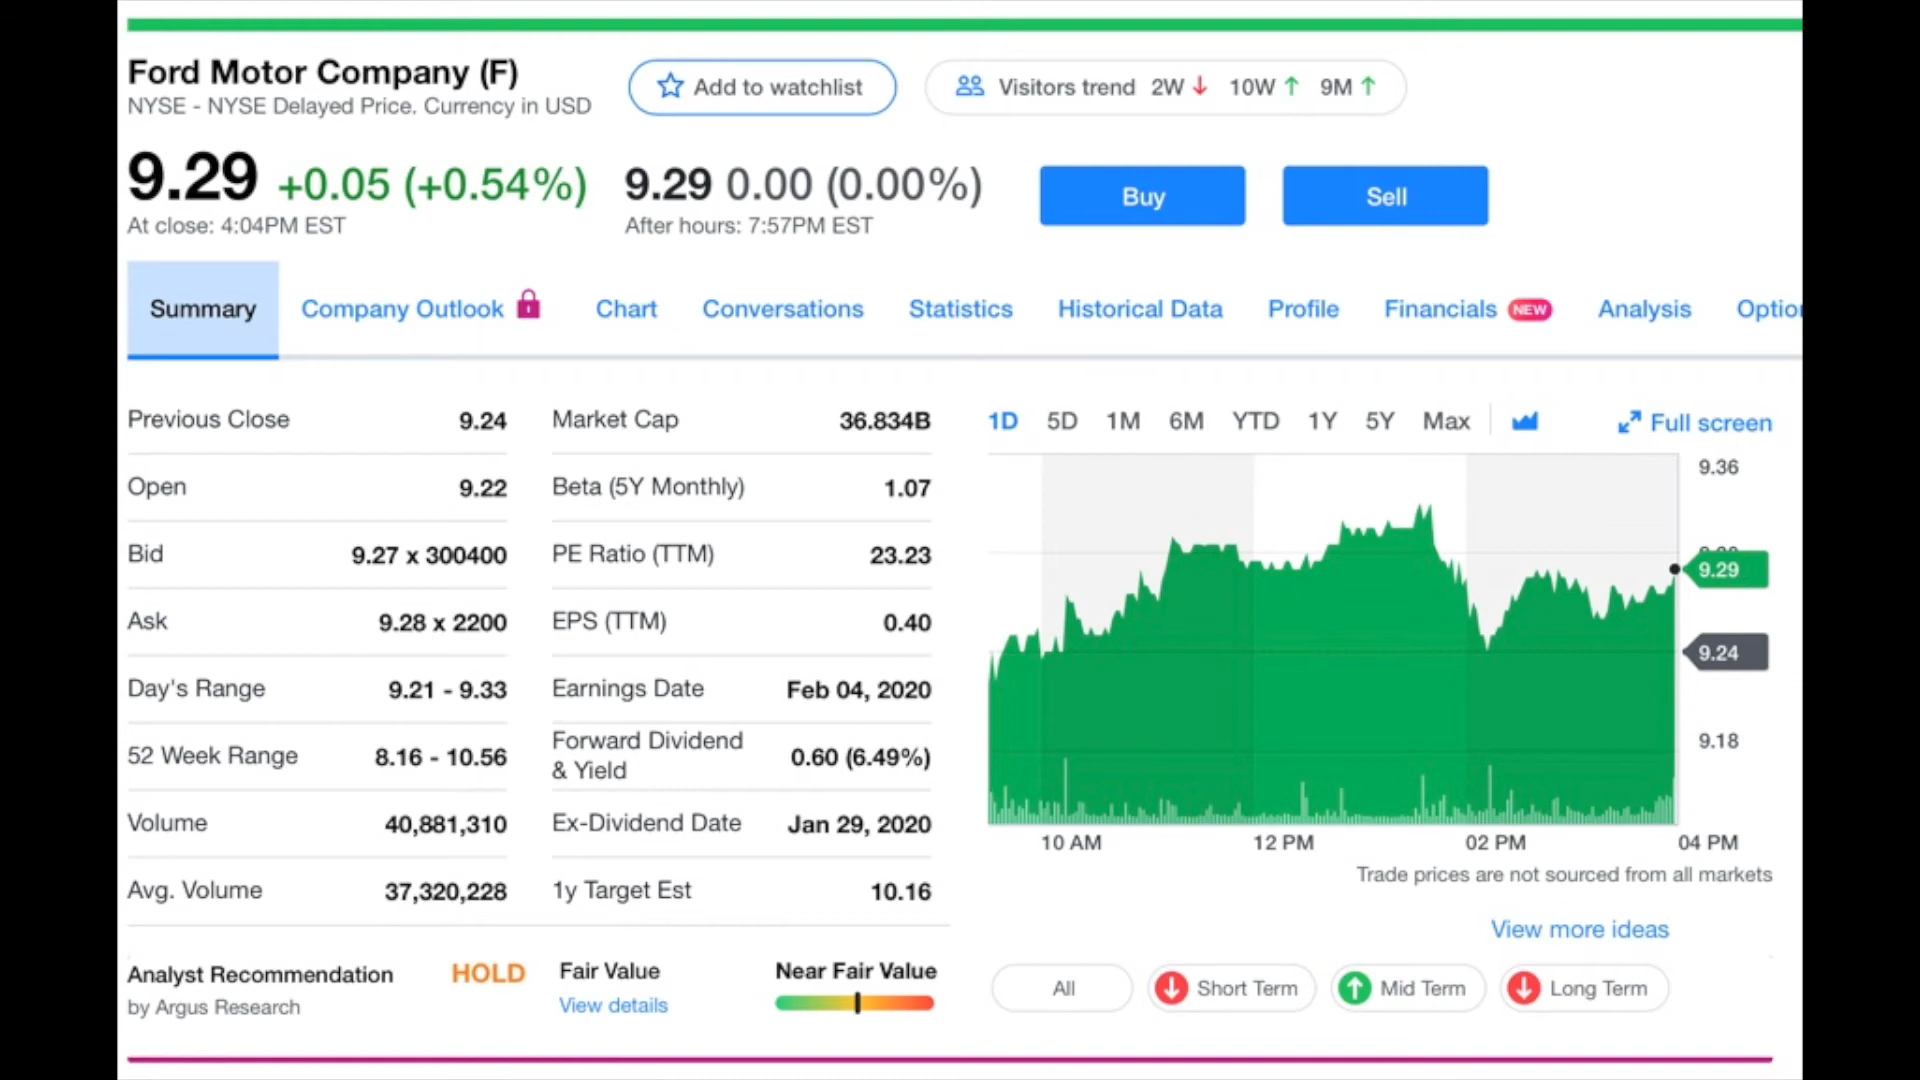 Ford Motor Company (F)
NYSE - NYSE Delayed Price. Currency in USD
Add to watchlist
Visitors trend 2W 10W 9M
9.29 +0.05 (+0.54%)
At close: 4:04PM EST
9.29 0.00 (0.00%)
After hours: 7:57PM EST
Buy
Sell
Summary
Company Outlook
Chart
Conversations
Statistics
Historical Data
Profile
Financials NEW
Analysis
Optio
Previous Close 9.24
Open 9.22
Bid 9.27 x 300400
Ask 9.28 x 2200
Day's Range 9.21 - 9.33
52 Week Range 8.16 - 10.56
Volume 40,881,310
Avg. Volume 37,320,228
Market Cap 36.834B
Beta (5Y Monthly) 1.07
PE Ratio (TTM) 23.23
EPS (TTM) 0.40
Earnings Date Feb 04, 2020
Forward Dividend
& Yield 0.60 (6.49%)
Ex-Dividend Date Jan 29, 2020
1y Target Est 10.16
1D 5D 1M 6M YTD 1Y 5Y Max
Full screen
9.36
9.29
9.24
9.18
10 AM 12 PM 02 PM 04 PM
Trade prices are not sourced from all markets
View more ideas
Analyst Recommendation HOLD
by Argus Research
Fair Value
View details
Near Fair Value
All
Short Term
Mid Term
Long Term